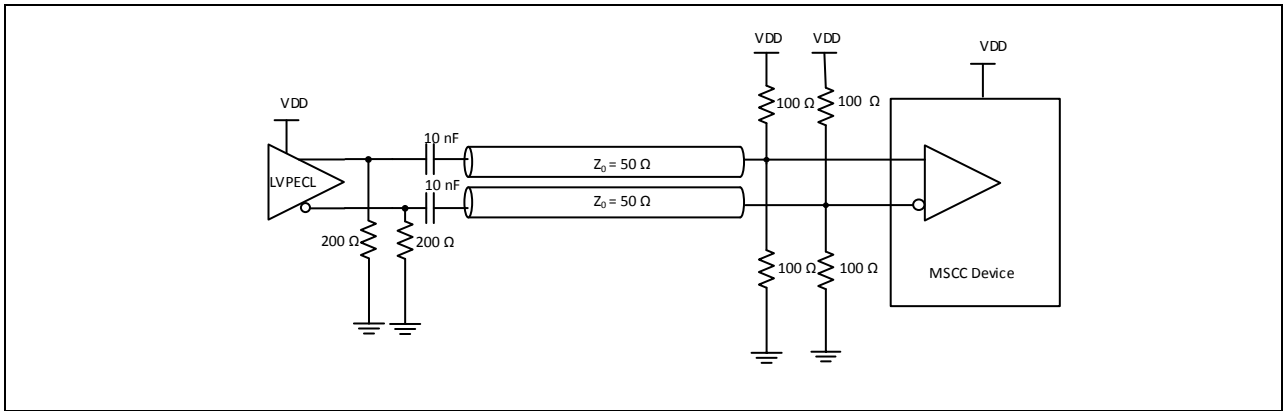 VDD
VDD
VDD
VDD
100 Ω
100 Ω
10 nF
LVPECL
Z₀ = 50 Ω
10 nF
Z₀ = 50 Ω
200 Ω
200 Ω
100 Ω
100 Ω
MSCC Device